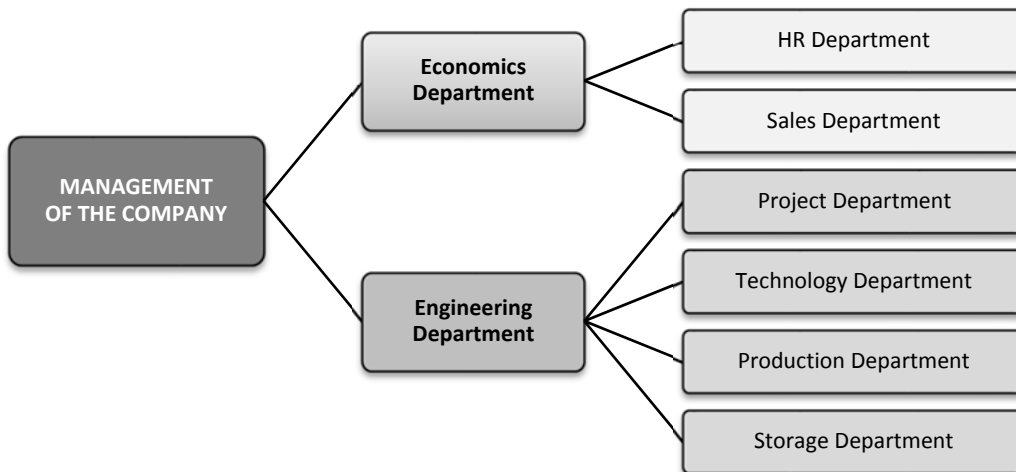 MANAGEMENT
OF THE COMPANY
Economics
Department
HR Department
Sales Department
Engineering
Department
Project Department
Technology Department
Production Department
Storage Department